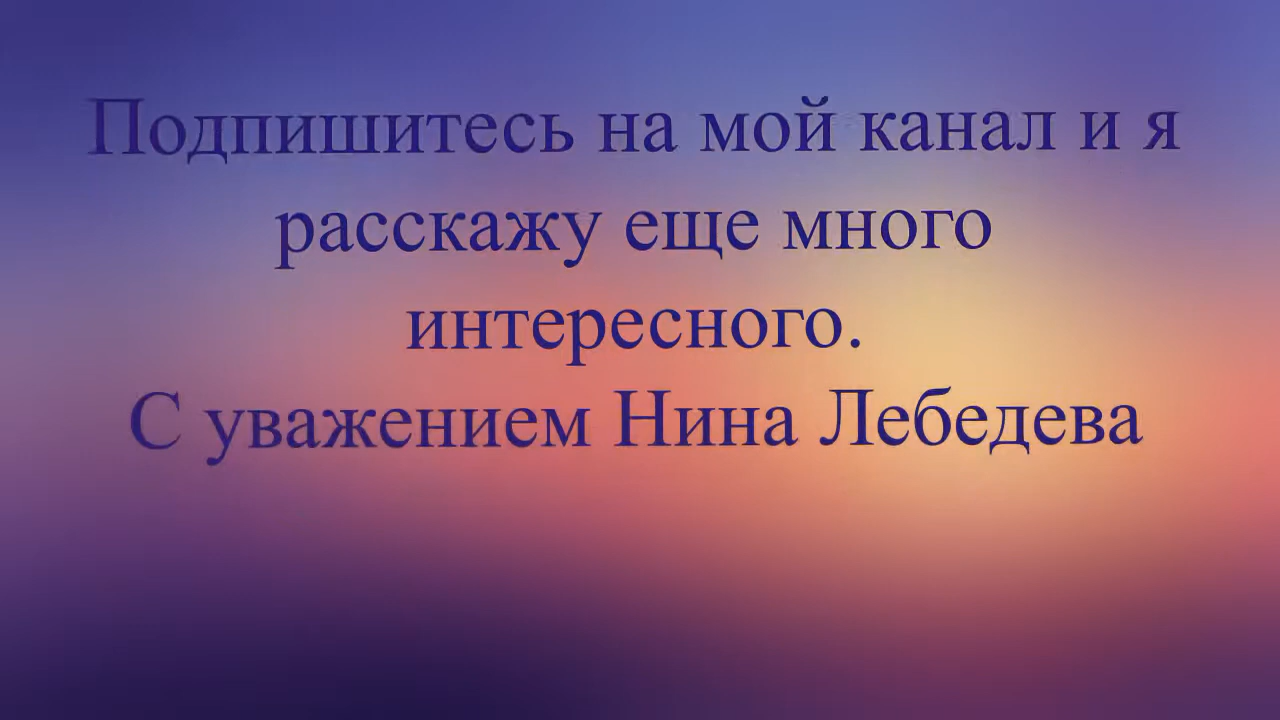 Подпишитесь на мой канал и я
расскажу еще много
интересного.
С уважением Нина Лебедева